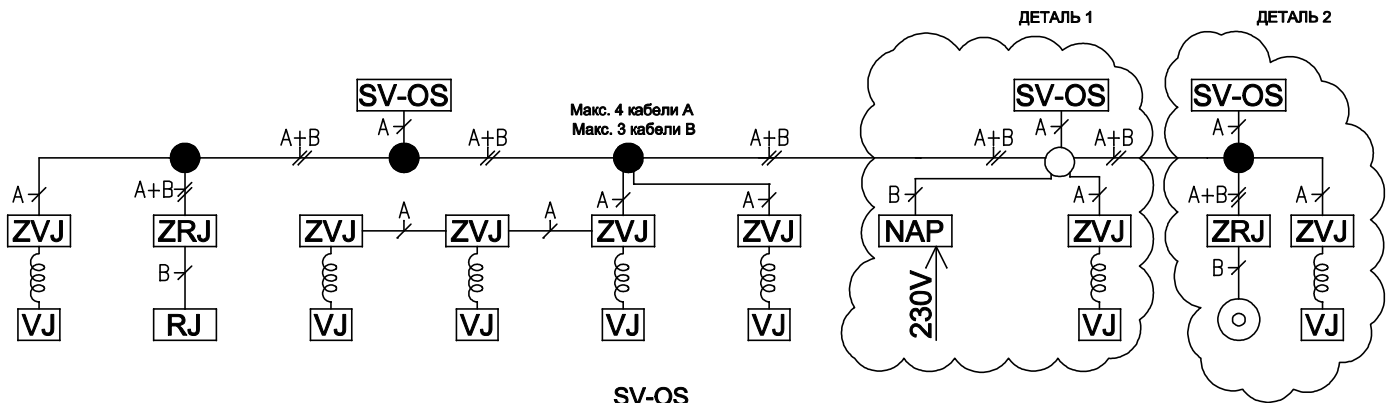 ДЕТАЛЬ 1
ДЕТАЛЬ 2
SV-OS
SV-OS
SV-OS
Макс. 4 кабели А
Макс. 3 кабели В
A
A
A
A+B
A+B
A+B
A+B
A+B
A
A+B
A
A
A
A
B
A
A+B
A
ZVJ
ZRJ
ZVJ
ZVJ
ZVJ
ZVJ
NAP
ZVJ
ZRJ
ZVJ
B
B
230V
VJ
RJ
VJ
VJ
VJ
VJ
VJ
VJ
SV-OS